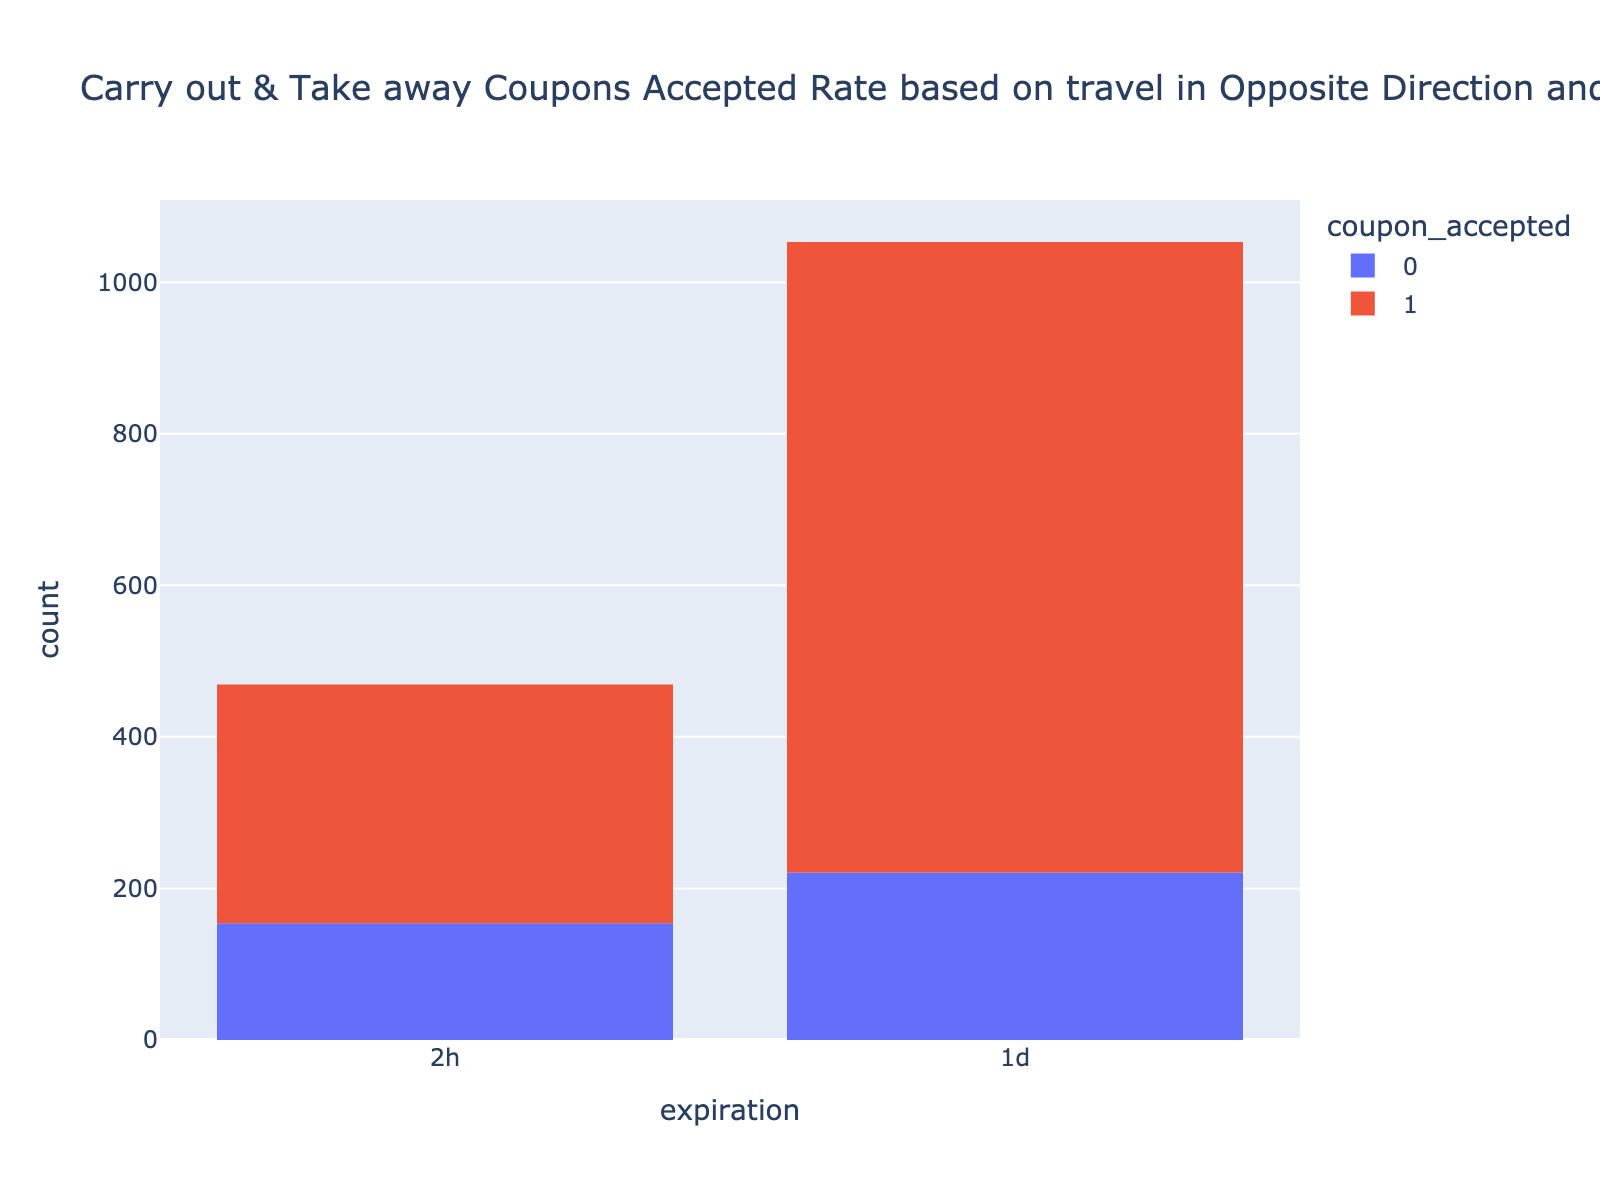 Carry out & Take away Coupons Accepted Rate based on travel in Opposite Direction and
coupon_accepted
0
1
1000
800
600
400
200
0
count
2h
1d
expiration